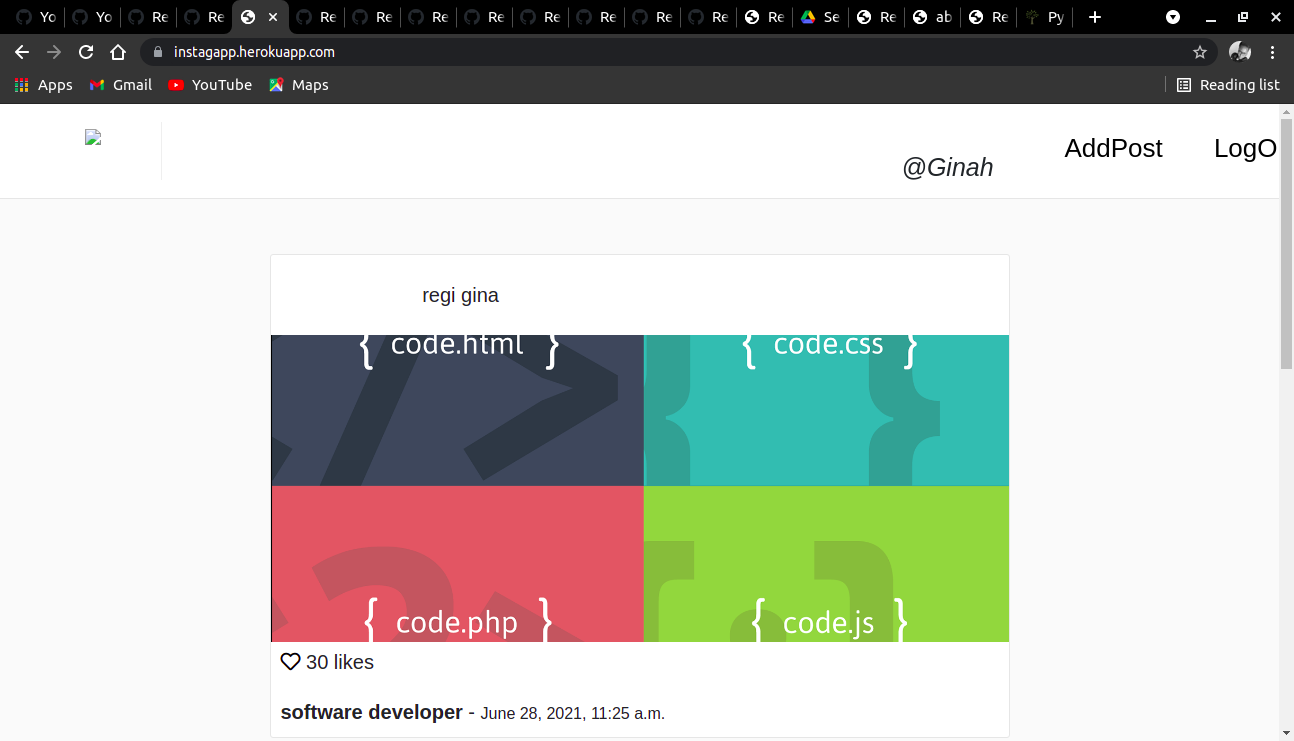 Yo Yo Re Re Re Re Re Re Re Re Re Re Re Se Re ab Re Py
instagapp.herokuapp.com
Apps Gmail YouTube Maps Reading list
AddPost LogO
@Ginah
regi gina
{ code.html } { code.css }
{ code.php } { code.js }
30 likes
software developer - June 28, 2021, 11:25 a.m.